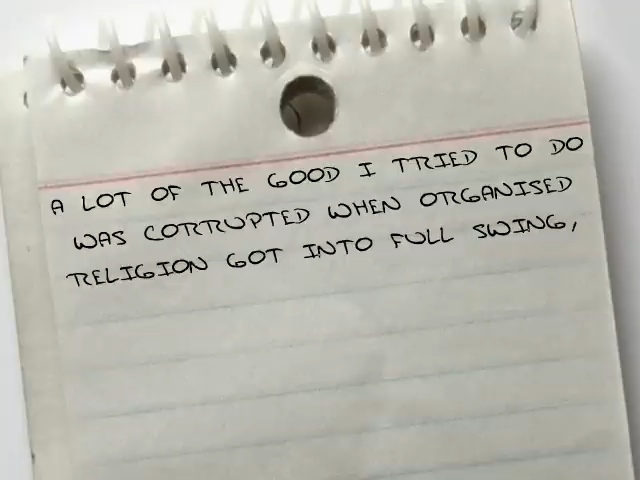 A LOT OF THE GOOD I TRIED TO DO
WAS CORRUPTED WHEN ORGANISED
RELIGION GOT INTO FULL SWING,